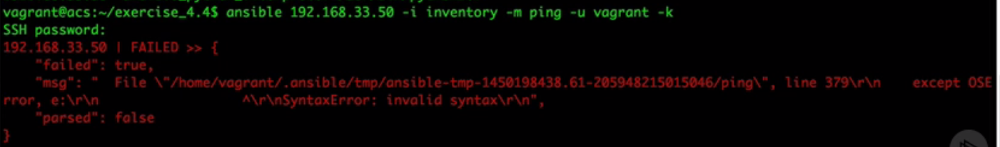 vagrant@acs:~/exercise_4.4$ ansible 192.168.33.50 -i inventory -m ping -u vagrant -k
SSH password:
192.168.33.50 | FAILED >> {
    "failed": true,
    "msg": "  File \"/home/vagrant/.ansible/tmp/ansible-tmp-1450198438.61-205948215015046/ping\", line 379\r\n    except OSE
rror, e:\r\n                  ^\r\nSyntaxError: invalid syntax\r\n",
    "parsed": false
}